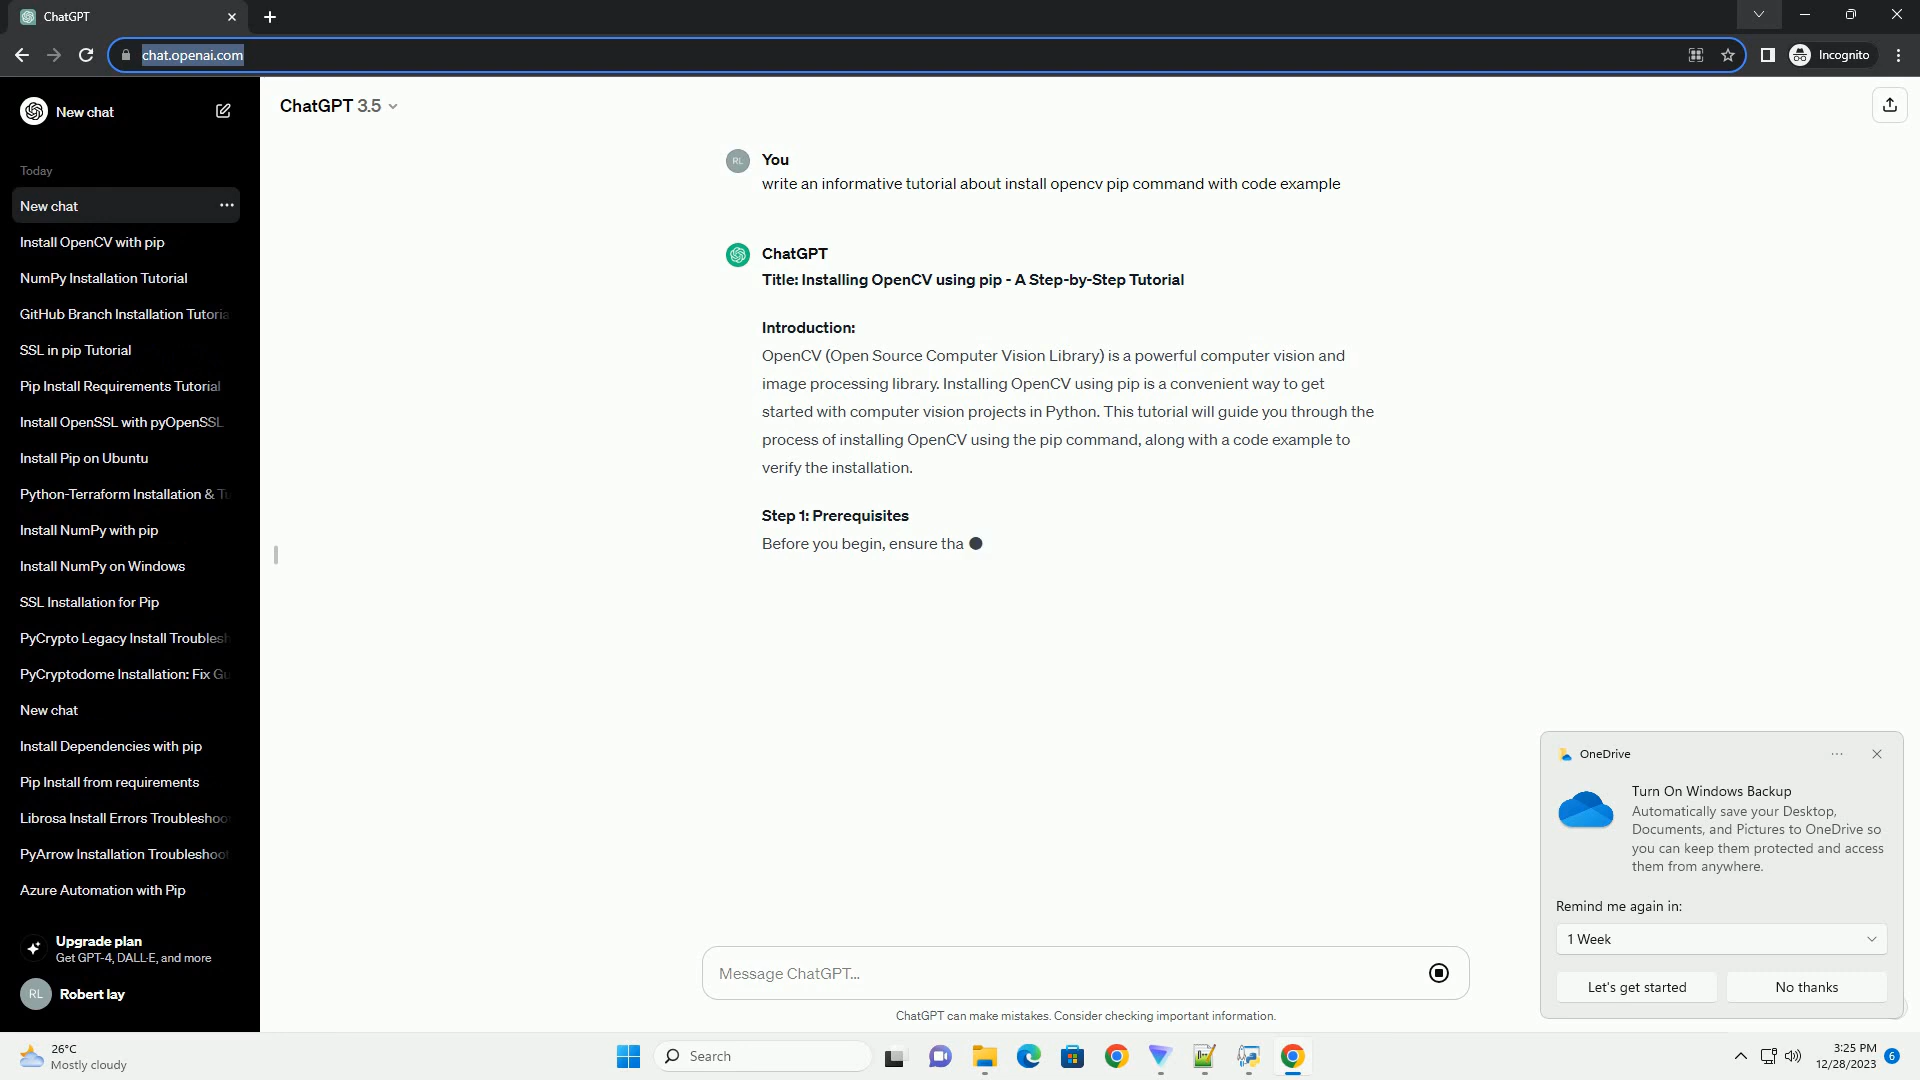 ChatGPT
chat.openai.com
Incognito
New chat
Today
New chat
Install OpenCV with pip
NumPy Installation Tutorial
GitHub Branch Installation Tutoria
SSL in pip Tutorial
Pip Install Requirements Tutorial
Install OpenSSL with pyOpenSSL
Install Pip on Ubuntu
Python-Terraform Installation & Tu
Install NumPy with pip
Install NumPy on Windows
SSL Installation for Pip
PyCrypto Legacy Install Troublesh
PyCryptodome Installation: Fix Gu
New chat
Install Dependencies with pip
Pip Install from requirements
Librosa Install Errors Troubleshoo
PyArrow Installation Troubleshoot
Azure Automation with Pip
Upgrade plan
Get GPT-4, DALL·E, and more
RL Robert lay
ChatGPT 3.5
RL You
write an informative tutorial about install opencv pip command with code example
ChatGPT
Title: Installing OpenCV using pip - A Step-by-Step Tutorial
Introduction:
OpenCV (Open Source Computer Vision Library) is a powerful computer vision and
image processing library. Installing OpenCV using pip is a convenient way to get
started with computer vision projects in Python. This tutorial will guide you through the
process of installing OpenCV using the pip command, along with a code example to
verify the installation.
Step 1: Prerequisites
Before you begin, ensure tha
Message ChatGPT...
ChatGPT can make mistakes. Consider checking important information.
OneDrive
Turn On Windows Backup
Automatically save your Desktop,
Documents, and Pictures to OneDrive so
you can keep them protected and access
them from anywhere.
Remind me again in:
1 Week
Let's get started
No thanks
26°C
Mostly cloudy
Search
3:25 PM
12/28/2023
6